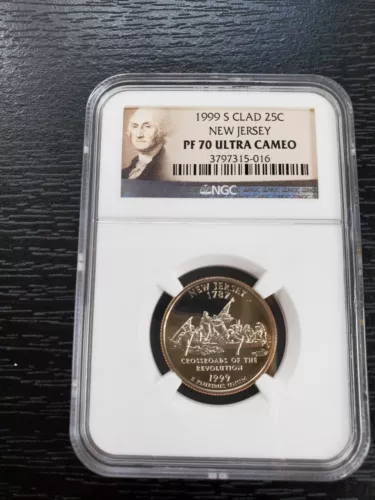 1999 S CLAD 25C
NEW JERSEY
PF 70 ULTRA CAMEO
3797315-016
NGC
NEW JERSEY
1787
CROSSROADS OF THE
REVOLUTION
1999
E PLURIBUS UNUM